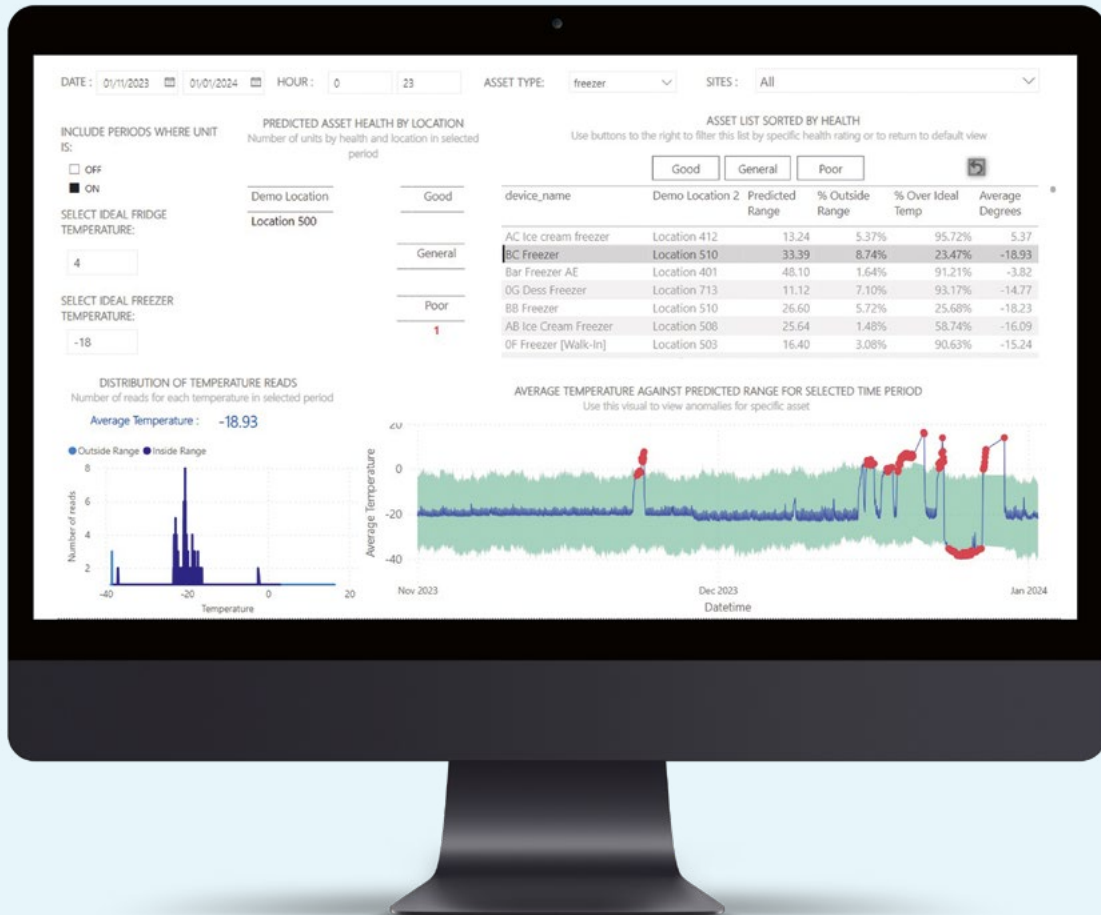 DATE : 01/11/2023 01/01/2024 HOUR : 0 23 ASSET TYPE: freezer SITES : All
INCLUDE PERIODS WHERE UNIT
IS:
OFF
ON
SELECT IDEAL FRIDGE
TEMPERATURE:
4
SELECT IDEAL FREEZER
TEMPERATURE:
-18
PREDICTED ASSET HEALTH BY LOCATION
Number of units by health and location in selected
period
Demo Location Good
Location 500
General
Poor
1
ASSET LIST SORTED BY HEALTH
Use buttons to the right to filter this list by specific health rating or to return to default view
Good General Poor
device_name Demo Location 2 Predicted % Outside % Over Ideal Average
Range Range Temp Degrees
AC Ice cream freezer Location 412 13.24 5.37% 95.72% 5.37
BC Freezer Location 510 33.39 8.74% 23.47% -18.93
Bar Freezer AE Location 401 48.10 1.64% 91.21% -3.82
0G Dess Freezer Location 713 11.12 7.10% 93.17% -14.77
BB Freezer Location 510 26.60 5.72% 25.68% -18.23
AB Ice Cream Freezer Location 508 25.64 1.48% 58.74% -16.09
0F Freezer [Walk-In] Location 503 16.40 3.08% 90.63% -15.24
DISTRIBUTION OF TEMPERATURE READS
Number of reads for each temperature in selected period
Average Temperature : -18.93
Outside Range Inside Range
Number of reads
8
6
4
2
-40 -20 0 20
Temperature
AVERAGE TEMPERATURE AGAINST PREDICTED RANGE FOR SELECTED TIME PERIOD
Use this visual to view anomalies for specific asset
Average Temperature
20
0
-20
-40
Nov 2023 Dec 2023 Jan 2024
Datetime